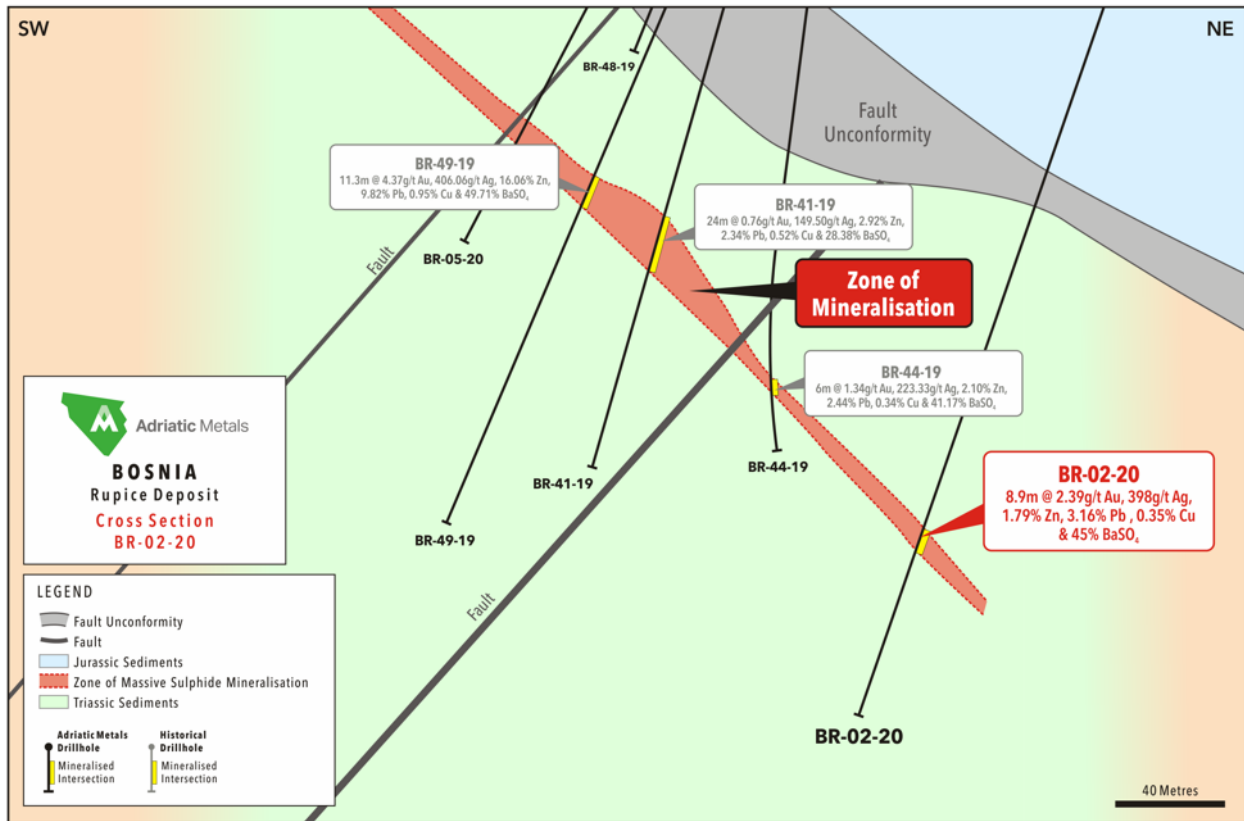 SW
NE
BR-48-19
Fault
Unconformity
BR-49-19
11.3m @ 4.37g/t Au, 406.06g/t Ag, 16.06% Zn,
9.82% Pb, 0.95% Cu & 49.71% BaSO₄
BR-41-19
24m @ 0.76g/t Au, 149.50g/t Ag, 2.92% Zn,
2.34% Pb, 0.52% Cu & 28.38% BaSO₄
BR-05-20
Fault
Zone of
Mineralisation
BR-44-19
6m @ 1.34g/t Au, 223.33g/t Ag, 2.10% Zn,
2.44% Pb, 0.34% Cu & 41.17% BaSO₄
Adriatic Metals
BOSNIA
Rupice Deposit
Cross Section
BR-02-20
BR-44-19
BR-41-19
BR-49-19
BR-02-20
8.9m @ 2.39g/t Au, 398g/t Ag,
1.79% Zn, 3.16% Pb , 0.35% Cu
& 45% BaSO₄
Fault
LEGEND
Fault Unconformity
Fault
Jurassic Sediments
Zone of Massive Sulphide Mineralisation
Triassic Sediments
Adriatic Metals
Drillhole
Mineralised
Intersection
Historical
Drillhole
Mineralised
Intersection
BR-02-20
40 Metres